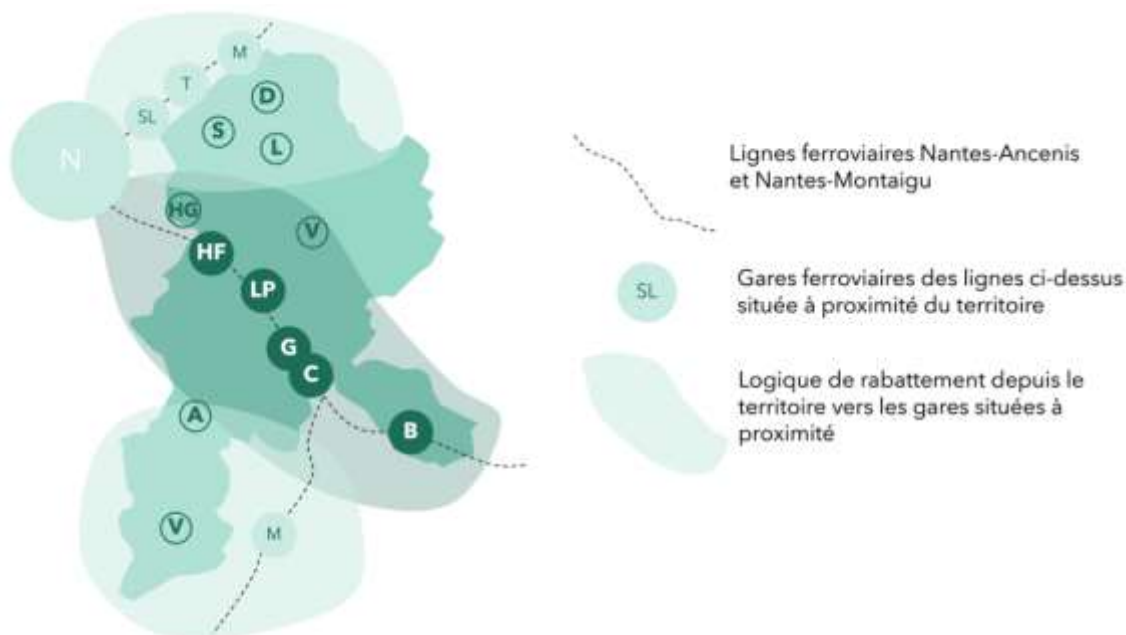 M
T
D
SL
S
L
N
HG
V
HF
LP
G
C
A
B
V
M
Lignes ferroviaires Nantes-Ancenis
et Nantes-Montaigu
SL
Gares ferroviaires des lignes ci-dessus
située à proximité du territoire
Logique de rabattement depuis le
territoire vers les gares situées à
proximité